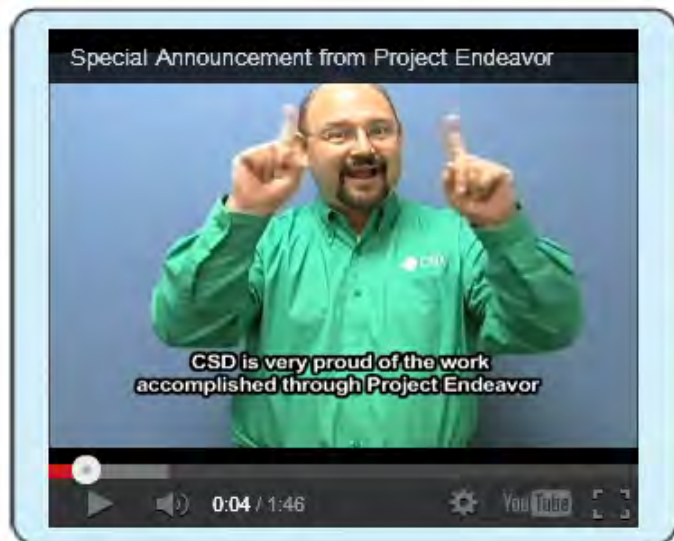 Special Announcement from Project Endeavor
CSD
CSD is very proud of the work
accomplished through Project Endeavor
0:04 / 1:46
YouTube